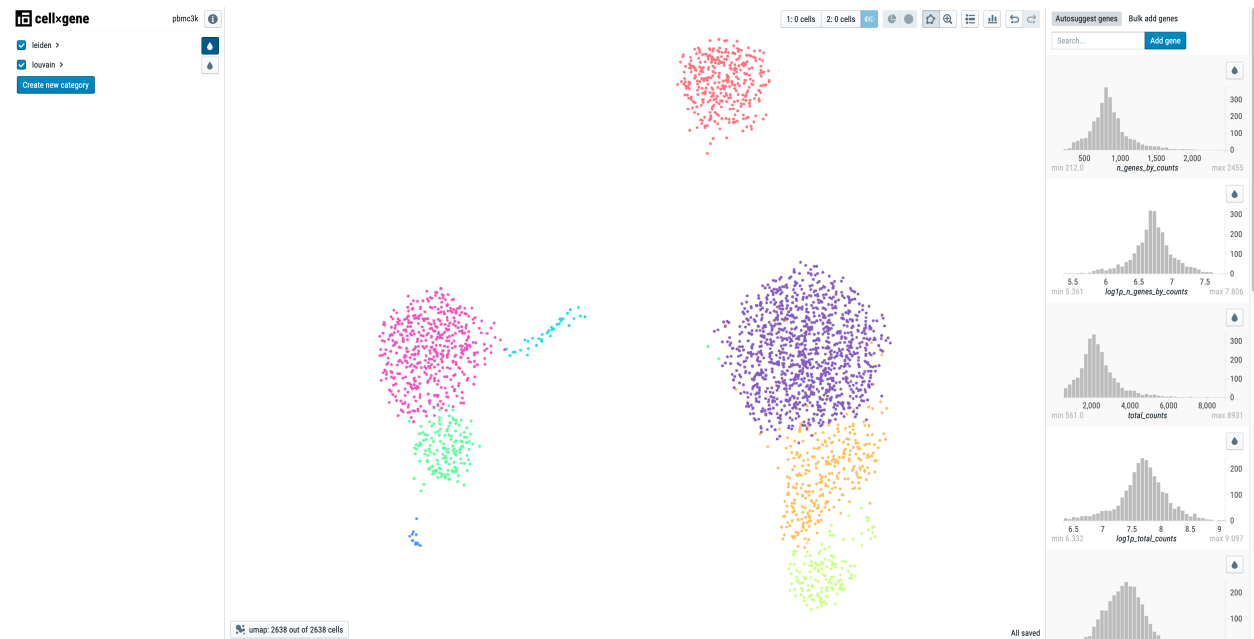 cellxgene
pbmc3k
leiden
louvain
Create new category
1: 0 cells
2: 0 cells
umap: 2638 out of 2638 cells
All saved
Autosuggest genes
Bulk add genes
Search...
Add gene
300
200
100
0
500 1,000 1,500 2,000
min 212.0 n_genes_by_counts max 2455
300
200
100
0
5.5 6 6.5 7 7.5
min 5.361 log1p_n_genes_by_counts max 7.806
300
200
100
0
2,000 4,000 6,000 8,000
min 561.0 total_counts max 8931
200
100
0
6.5 7 7.5 8 8.5 9
min 6.332 log1p_total_counts max 9.097
200
100